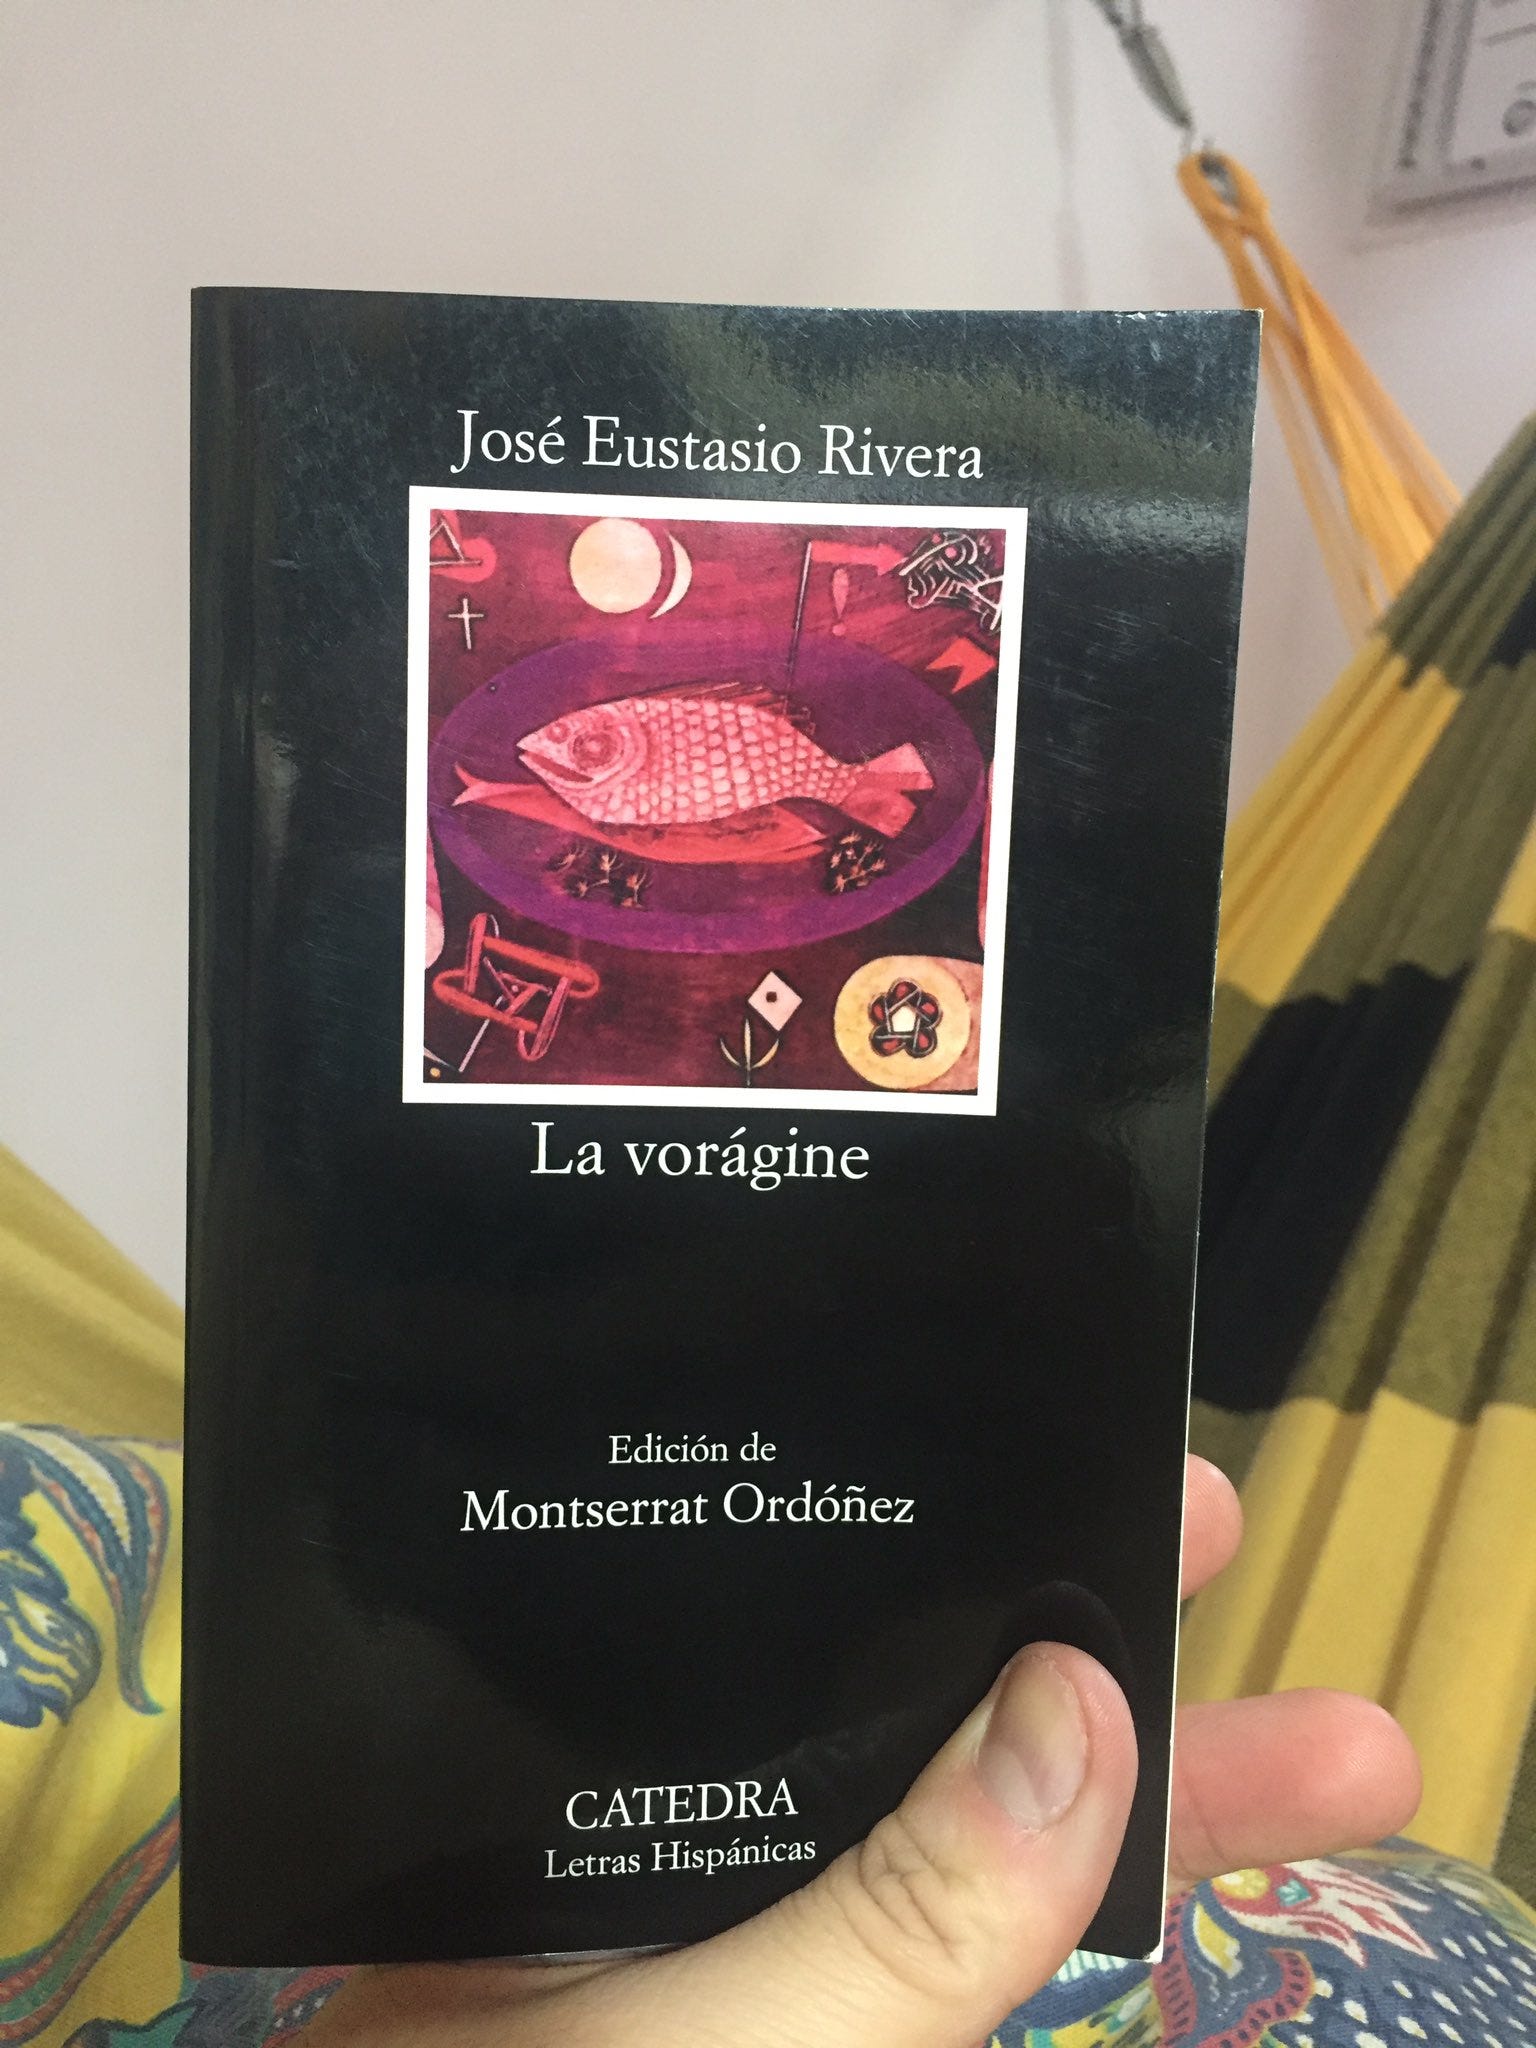 José Eustasio Rivera
La vorágine
Edición de
Montserrat Ordóñez
CATEDRA
Letras Hispánicas